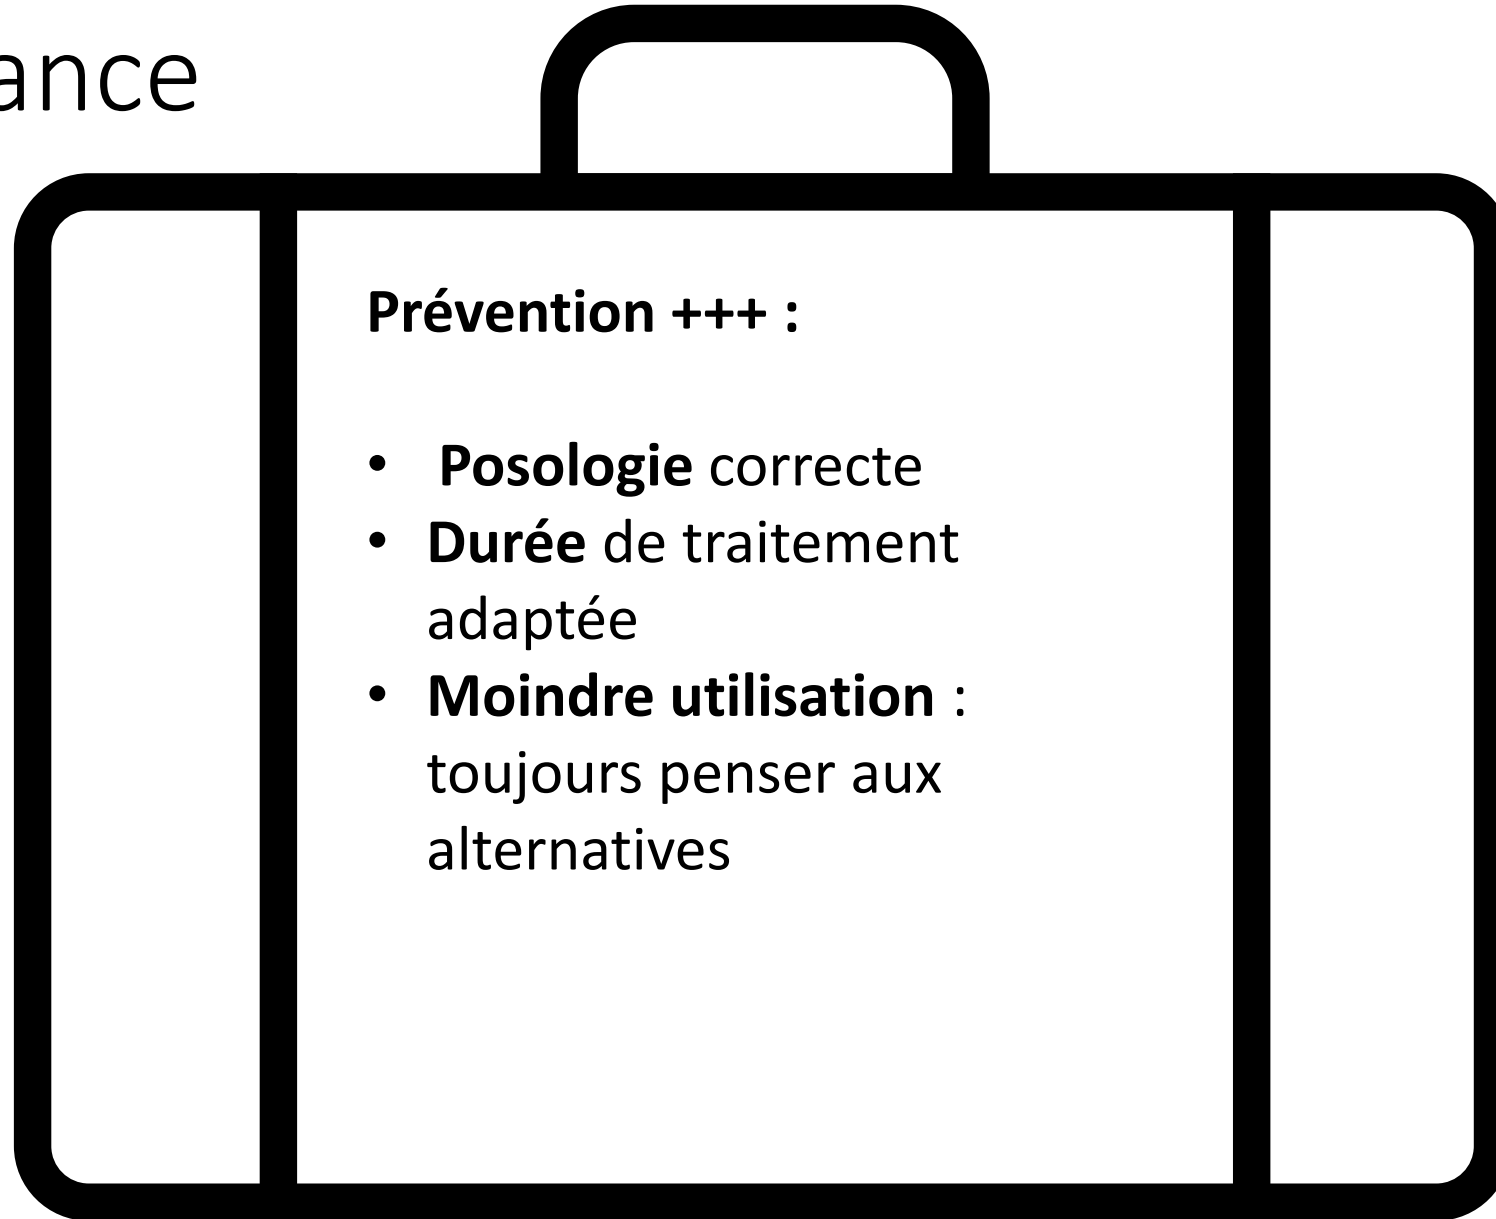 ance
Prévention +++ :
• Posologie correcte
• Durée de traitement
adaptée
• Moindre utilisation :
toujours penser aux
alternatives